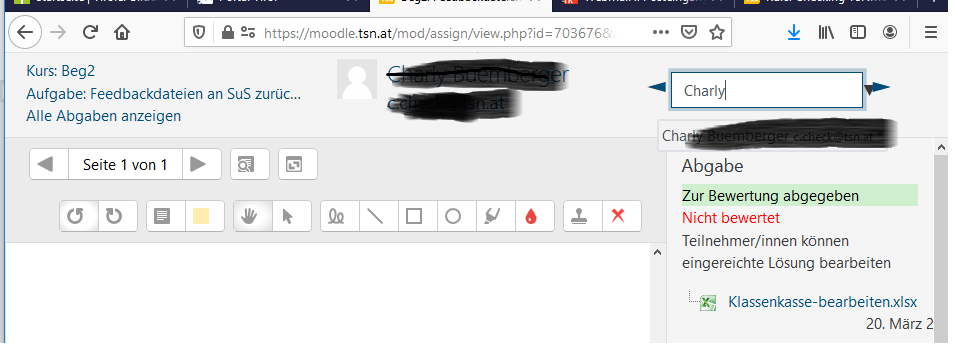 https://moodle.tsn.at/mod/assign/view.php?id=703676&
Kurs: Beg2
Aufgabe: Feedbackdateien an SuS zurüc...
Alle Abgaben anzeigen
Charly
Charly
Charly
Seite 1 von 1
Abgabe
Zur Bewertung abgegeben
Nicht bewertet
Teilnehmer/innen können
eingereichte Lösung bearbeiten
Klassenkasse-bearbeiten.xlsx
20. März 2